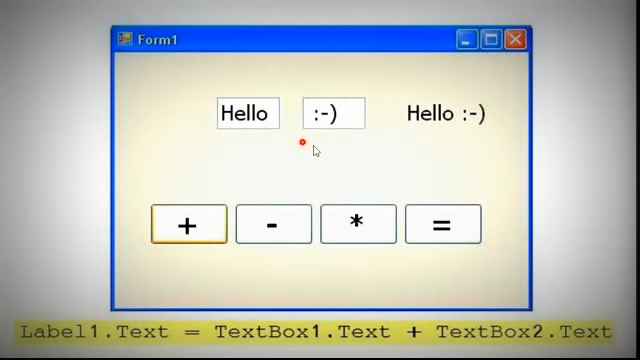 Form1
Hello :-) Hello :-)
+ - * =
Label1.Text = TextBox1.Text + TextBox2.Text